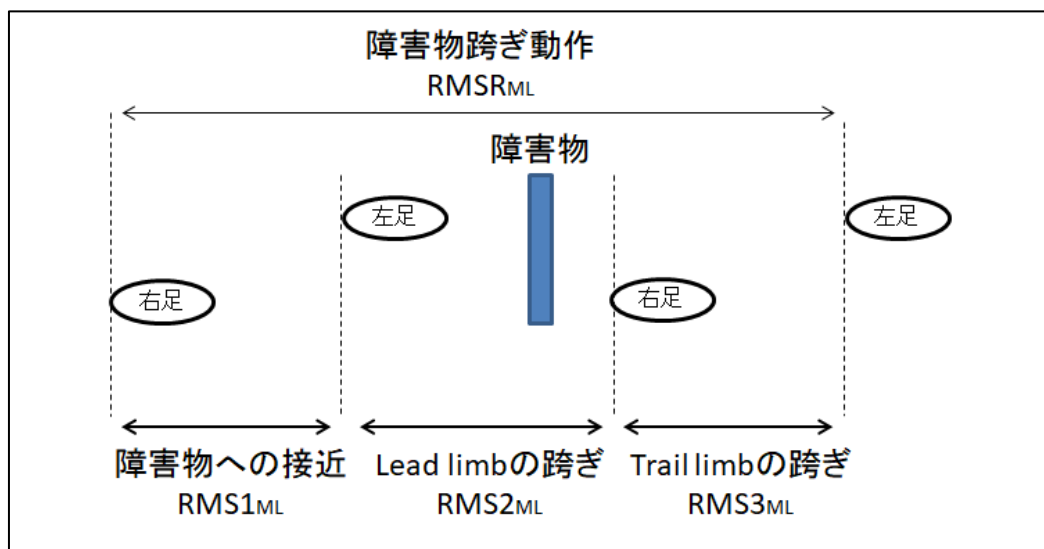 障害物跨ぎ動作
RMSRML
障害物
左足
左足
右足
右足
障害物への接近
RMS1ML
Lead limbの跨ぎ
RMS2ML
Trail limbの跨ぎ
RMS3ML